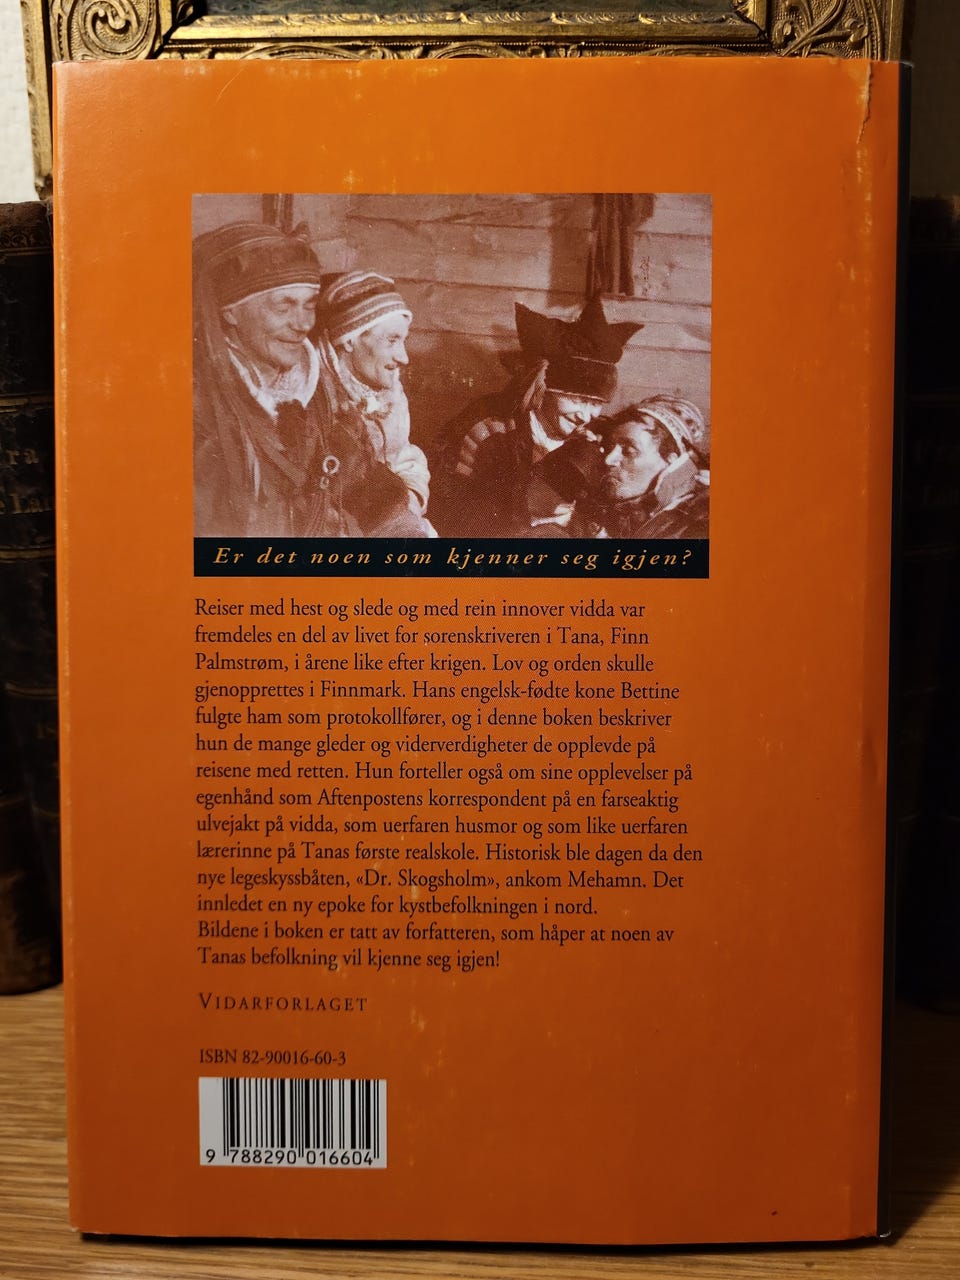 Er det noen som kjenner seg igjen?
Reiser med hest og slede og med rein innover vidda var
fremdeles en del av livet for sorenskriveren i Tana, Finn
Palmstrøm, i årene like efter krigen. Lov og orden skulle
gjenopprettes i Finnmark. Hans engelsk-fødte kone Bettine
fulgte ham som protokollfører, og i denne boken beskriver
hun de mange gleder og viderverdigheter de opplevde på
reisene med retten. Hun forteller også om sine opplevelser på
egenhånd som Aftenpostens korrespondent på en farseaktig
ulvejakt på vidda, som uerfaren husmor og som like uerfaren
lærerinne på Tanas første realskole. Historisk ble dagen da den
nye legeskyssbåten, «Dr. Skogsholm», ankom Mehamn. Det
innledet en ny epoke for kystbefolkningen i nord.
Bildene i boken er tatt av forfatteren, som håper at noen av
Tanas befolkning vil kjenne seg igjen!
VIDARFORLAGET
ISBN 82-90016-60-3
9 788290 016604